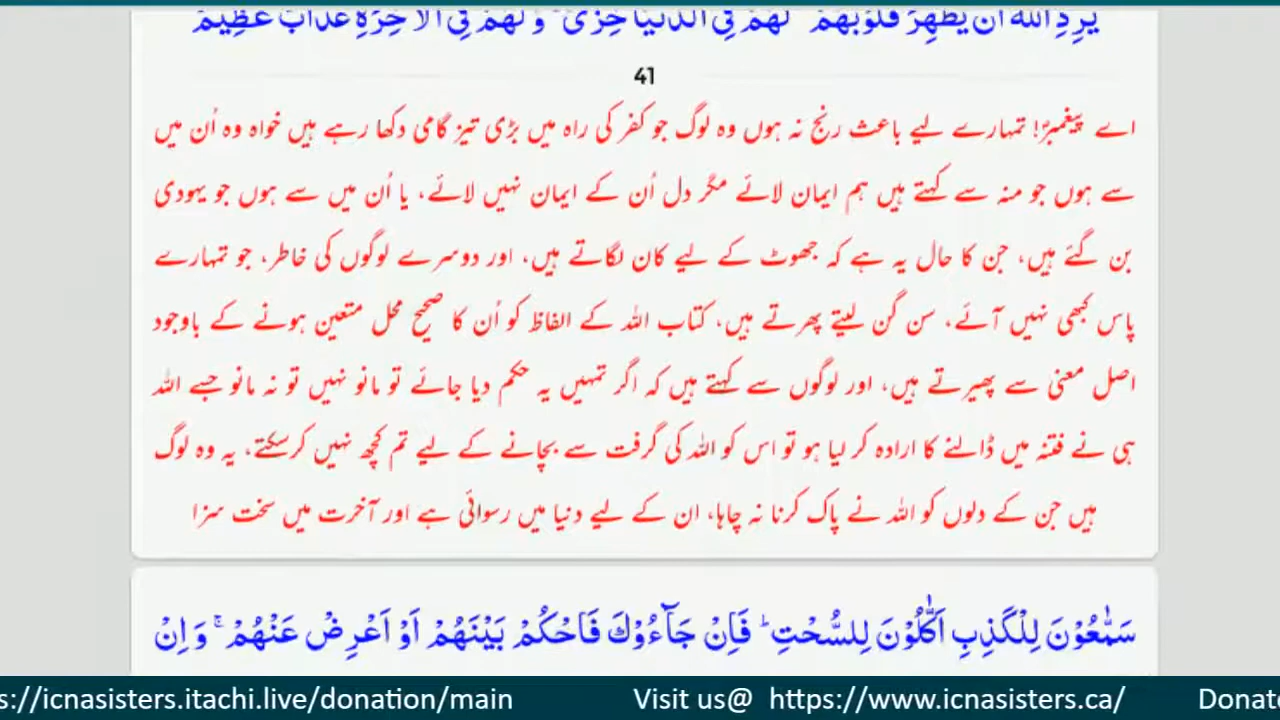 یُّرِدِ اللّٰهُ اَنْ یُّطَهِّرَ قُلُوْبَهُمْ ؕ لَهُمْ فِی الدُّنْیَا خِزْیٌ ۖۚ وَّ لَهُمْ فِی الْاٰخِرَةِ عَذَابٌ عَظِیْمٌ
41
اے پیغمبرؐ! تمہارے لیے باعث رنج نہ ہوں وہ لوگ جو کفر کی راہ میں بڑی تیز گامی دکھا رہے ہیں خواہ وہ اُن میں
سے ہوں جو منہ سے کہتے ہیں ہم ایمان لائے مگر دل اُن کے ایمان نہیں لائے، یا اُن میں سے ہوں جو یہودی
بن گئے ہیں، جن کا حال یہ ہے کہ جھوٹ کے لیے کان لگاتے ہیں، اور دوسرے لوگوں کی خاطر، جو تمہارے
پاس کبھی نہیں آئے، سن گن لیتے پھرتے ہیں، کتاب اللہ کے الفاظ کو اُن کا صحیح محل متعین ہونے کے باوجود
اصل معنی سے پھیرتے ہیں، اور لوگوں سے کہتے ہیں کہ اگر تمہیں یہ حکم دیا جائے تو مانو نہیں تو نہ مانو جسے اللہ
ہی نے فتنہ میں ڈالنے کا ارادہ کر لیا ہو تو اس کو اللہ کی گرفت سے بچانے کے لیے تم کچھ نہیں کرسکتے، یہ وہ لوگ
ہیں جن کے دلوں کو اللہ نے پاک کرنا نہ چاہا، ان کے لیے دنیا میں رسوائی ہے اور آخرت میں سخت سزا
سَمّٰعُوْنَ لِلْكَذِبِ اَكّٰلُوْنَ لِلسُّحْتِ ؕ فَاِنْ جَآءُوْكَ فَاحْكُمْ بَیْنَهُمْ اَوْ اَعْرِضْ عَنْهُمْ ۚ وَ اِنْ
s://icnasisters.itachi.live/donation/main Visit us@ https://www.icnasisters.ca/ Donat